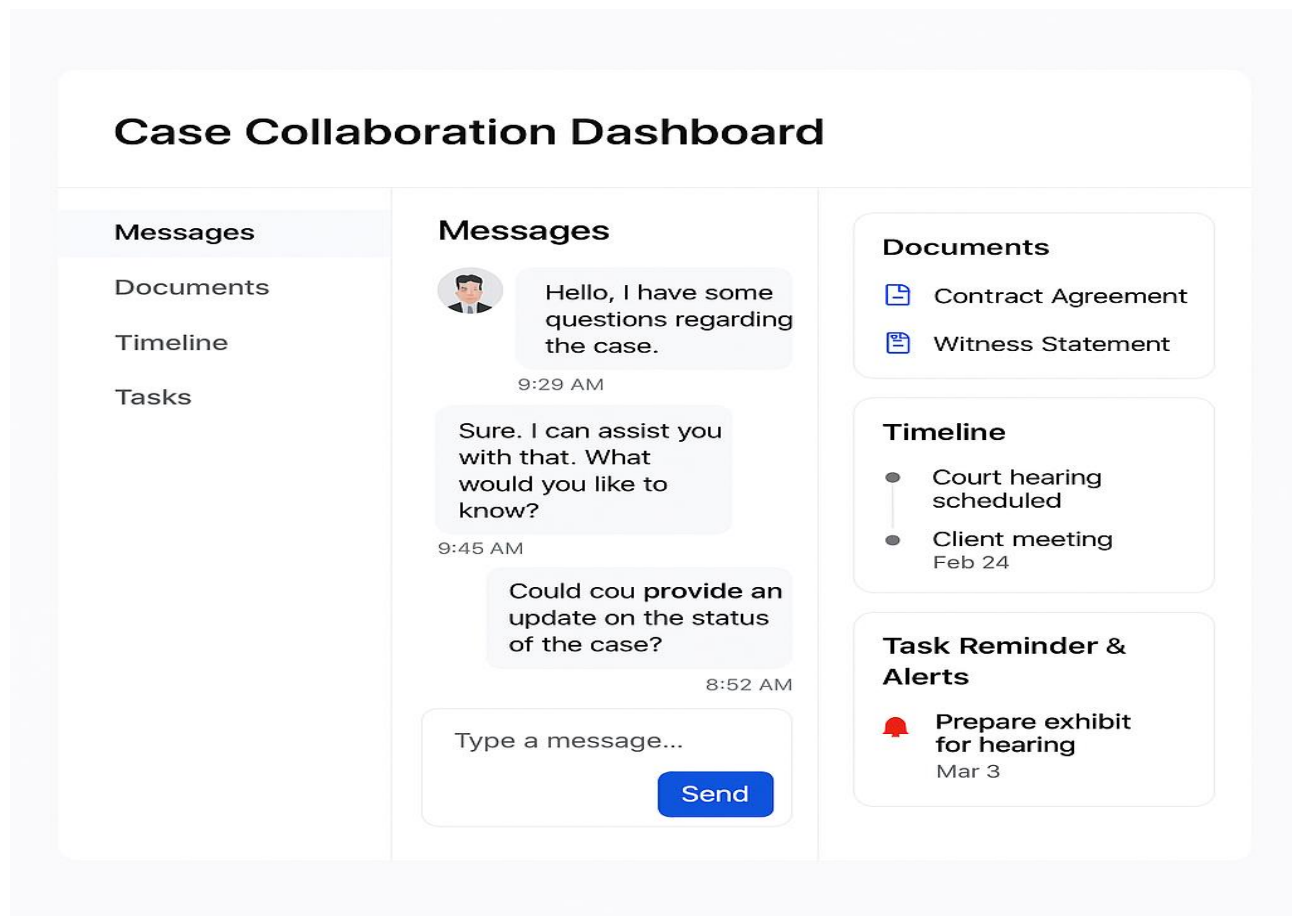 Case Collaboration Dashboard
Messages
Documents
Timeline
Tasks
Messages
Hello, I have some
questions regarding
the case.
9:29 AM
Sure. I can assist you
with that. What
would you like to
know?
9:45 AM
Could cou provide an
update on the status
of the case?
8:52 AM
Type a message...
Send
Documents
Contract Agreement
Witness Statement
Timeline
Court hearing
scheduled
Client meeting
Feb 24
Task Reminder &
Alerts
Prepare exhibit
for hearing
Mar 3